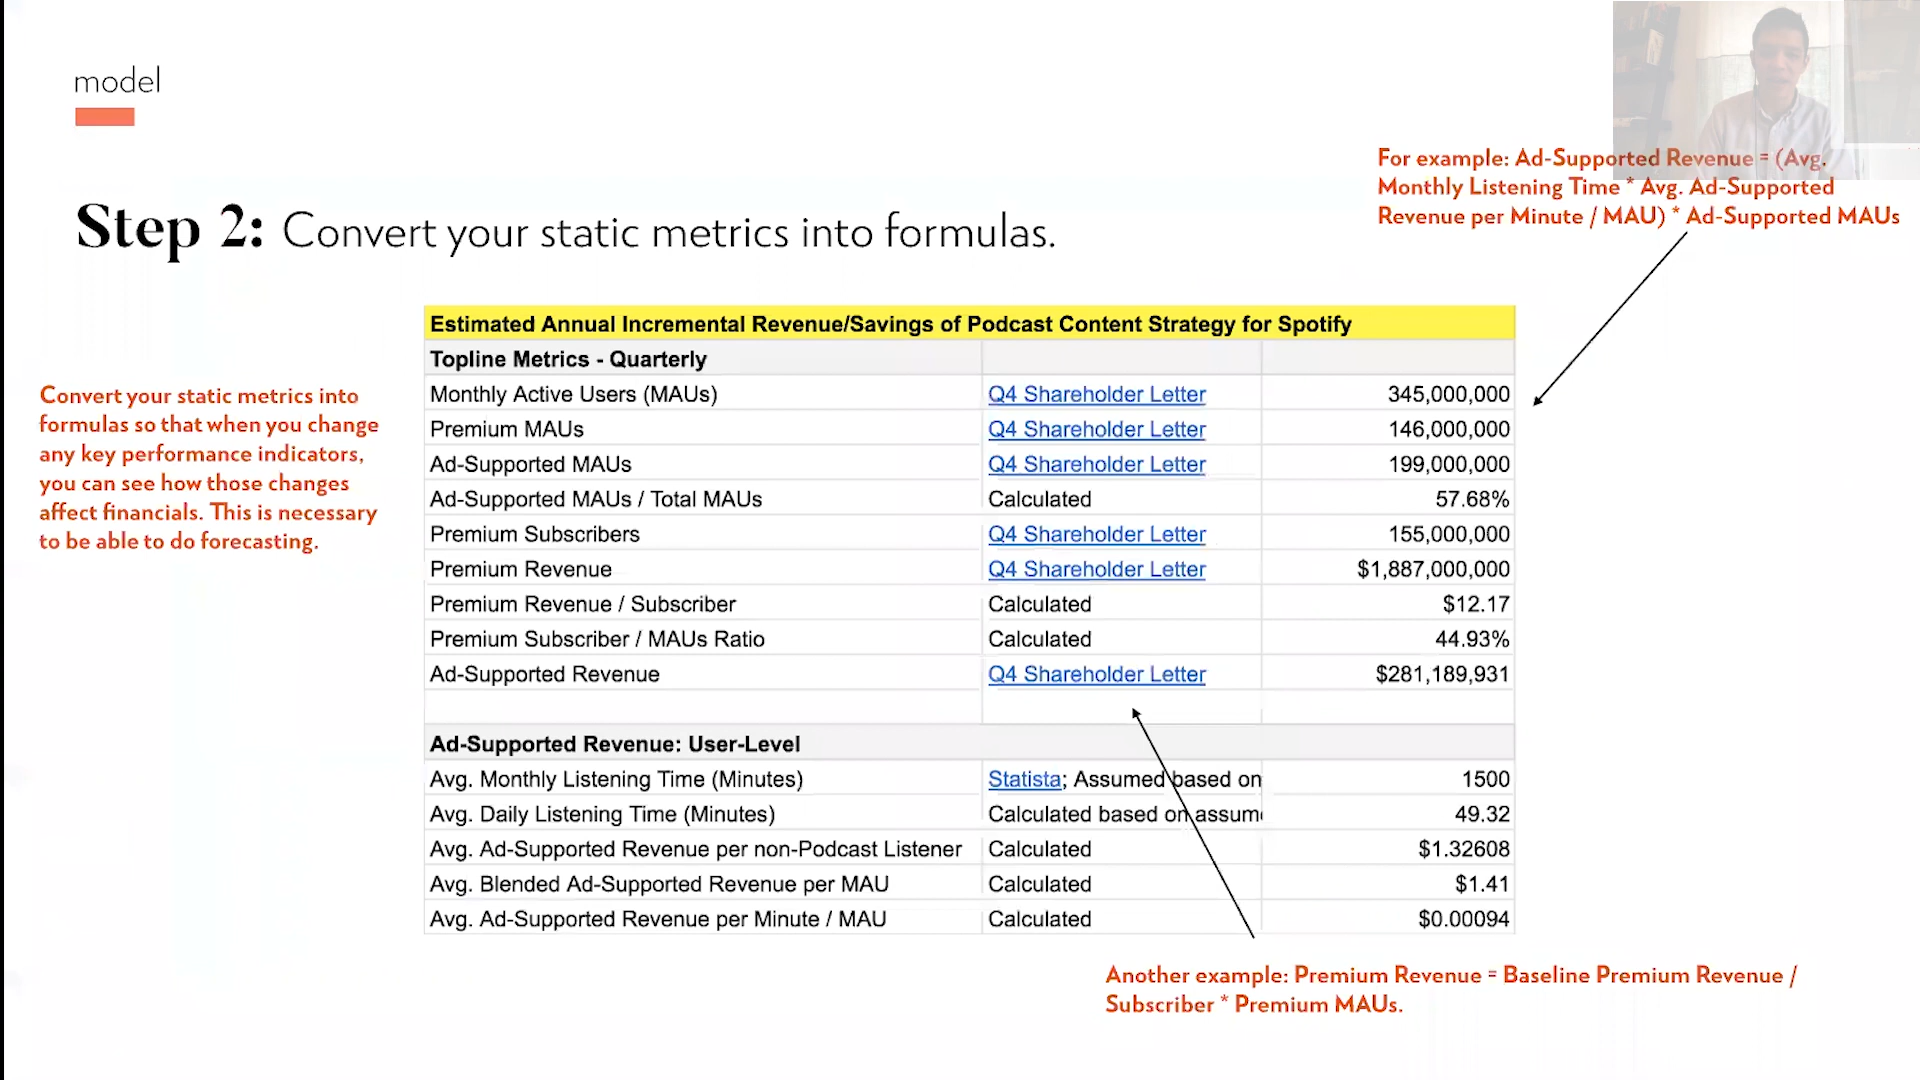 model
For example: Ad-Supported Revenue = (Avg.
Monthly Listening Time * Avg. Ad-Supported
Revenue per Minute / MAU) * Ad-Supported MAUs
Step 2: Convert your static metrics into formulas.
Convert your static metrics into
formulas so that when you change
any key performance indicators,
you can see how those changes
affect financials. This is necessary
to be able to do forecasting.
Estimated Annual Incremental Revenue/Savings of Podcast Content Strategy for Spotify
Topline Metrics - Quarterly
Monthly Active Users (MAUs) Q4 Shareholder Letter 345,000,000
Premium MAUs Q4 Shareholder Letter 146,000,000
Ad-Supported MAUs Q4 Shareholder Letter 199,000,000
Ad-Supported MAUs / Total MAUs Calculated 57.68%
Premium Subscribers Q4 Shareholder Letter 155,000,000
Premium Revenue Q4 Shareholder Letter $1,887,000,000
Premium Revenue / Subscriber Calculated $12.17
Premium Subscriber / MAUs Ratio Calculated 44.93%
Ad-Supported Revenue Q4 Shareholder Letter $281,189,931
Ad-Supported Revenue: User-Level
Avg. Monthly Listening Time (Minutes) Statista; Assumed based on 1500
Avg. Daily Listening Time (Minutes) Calculated based on assum 49.32
Avg. Ad-Supported Revenue per non-Podcast Listener Calculated $1.32608
Avg. Blended Ad-Supported Revenue per MAU Calculated $1.41
Avg. Ad-Supported Revenue per Minute / MAU Calculated $0.00094
Another example: Premium Revenue = Baseline Premium Revenue /
Subscriber * Premium MAUs.